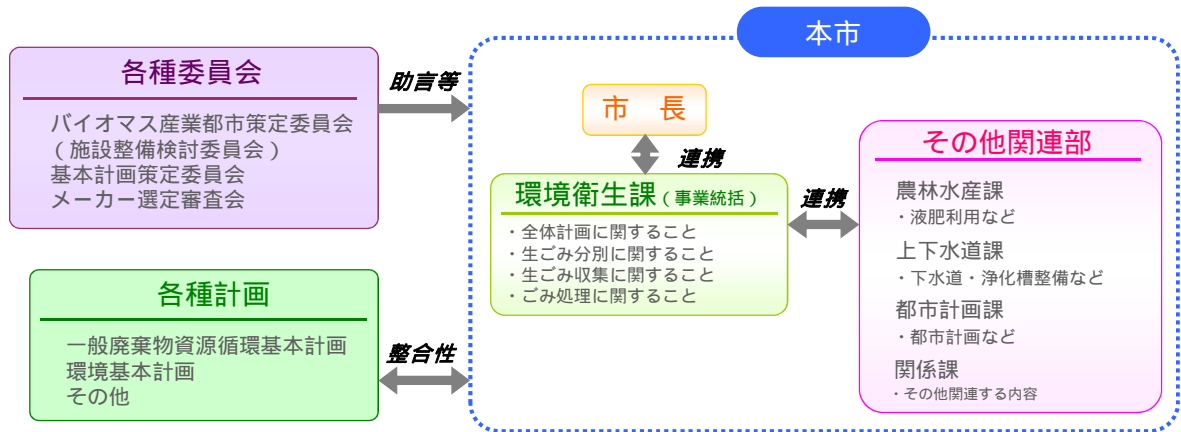 本市
各種委員会
バイオマス産業都市策定委員会
(施設整備検討委員会)
基本計画策定委員会
メーカー選定審査会
助言等
各種計画
一般廃棄物資源循環基本計画
環境基本計画
その他
整合性
市 長
連携
環境衛生課(事業統括)
・全体計画に関すること
・生ごみ分別に関すること
・生ごみ収集に関すること
・ごみ処理に関すること
連携
その他関連部
農林水産課
・液肥利用など
上下水道課
・下水道・浄化槽整備など
都市計画課
・都市計画など
関係課
・その他関連する内容